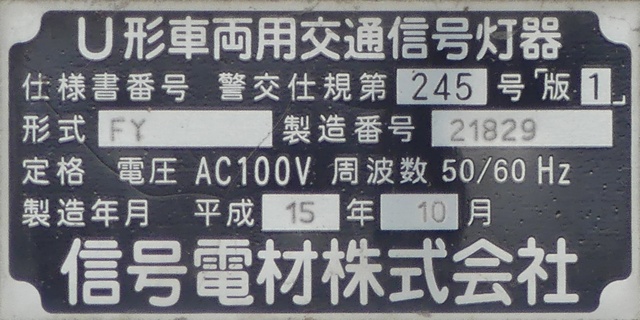 U形車両用交通信号灯器
仕様書番号 警交仕規第 245 号「版1」
形式 FY 製造番号 21829
定格 電圧 AC100V 周波数 50/60 Hz
製造年月 平成 15 年 10 月
信号電材株式会社